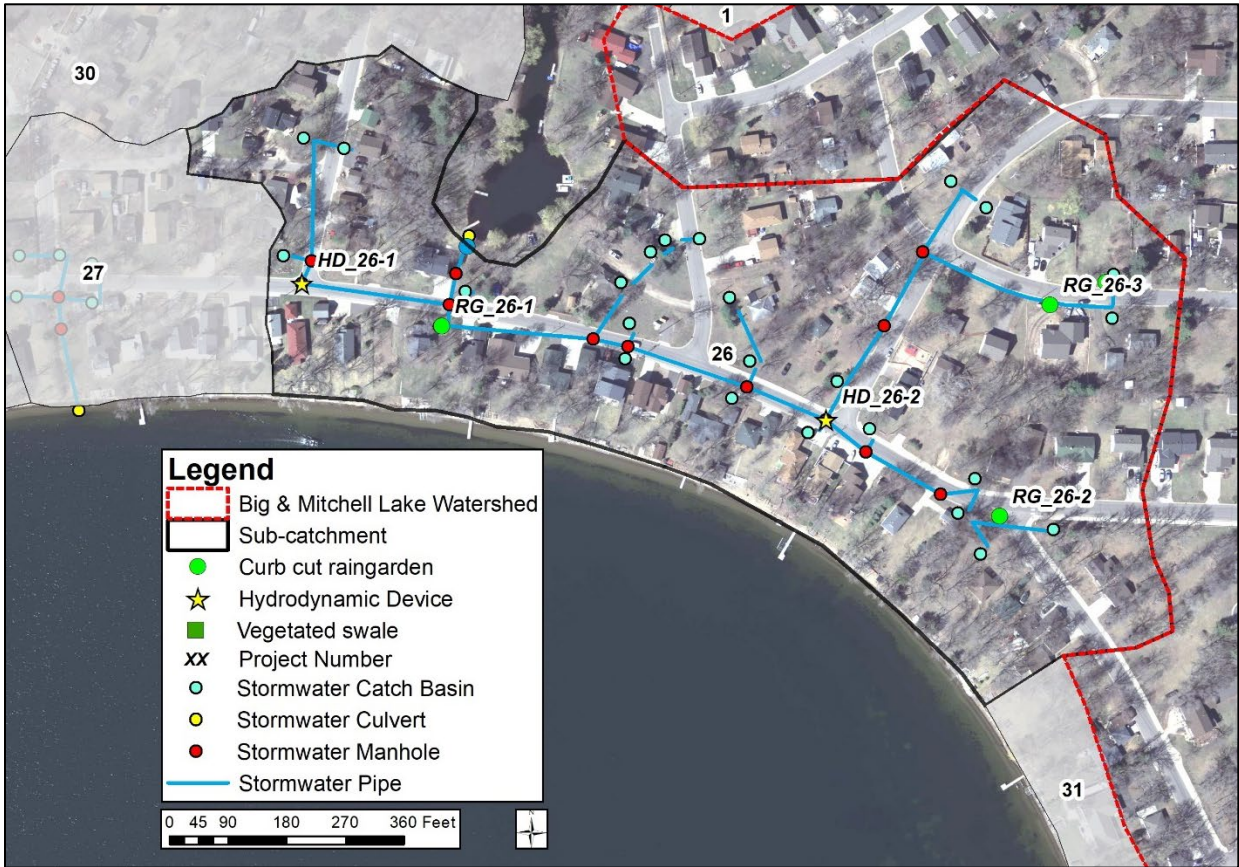 1
30
27
HD_26-1
RG_26-1
RG_26-3
26
HD_26-2
RG_26-2
31
Legend
Big & Mitchell Lake Watershed
Sub-catchment
Curb cut raingarden
Hydrodynamic Device
Vegetated swale
XX Project Number
Stormwater Catch Basin
Stormwater Culvert
Stormwater Manhole
Stormwater Pipe
0 45 90 180 270 360 Feet
N